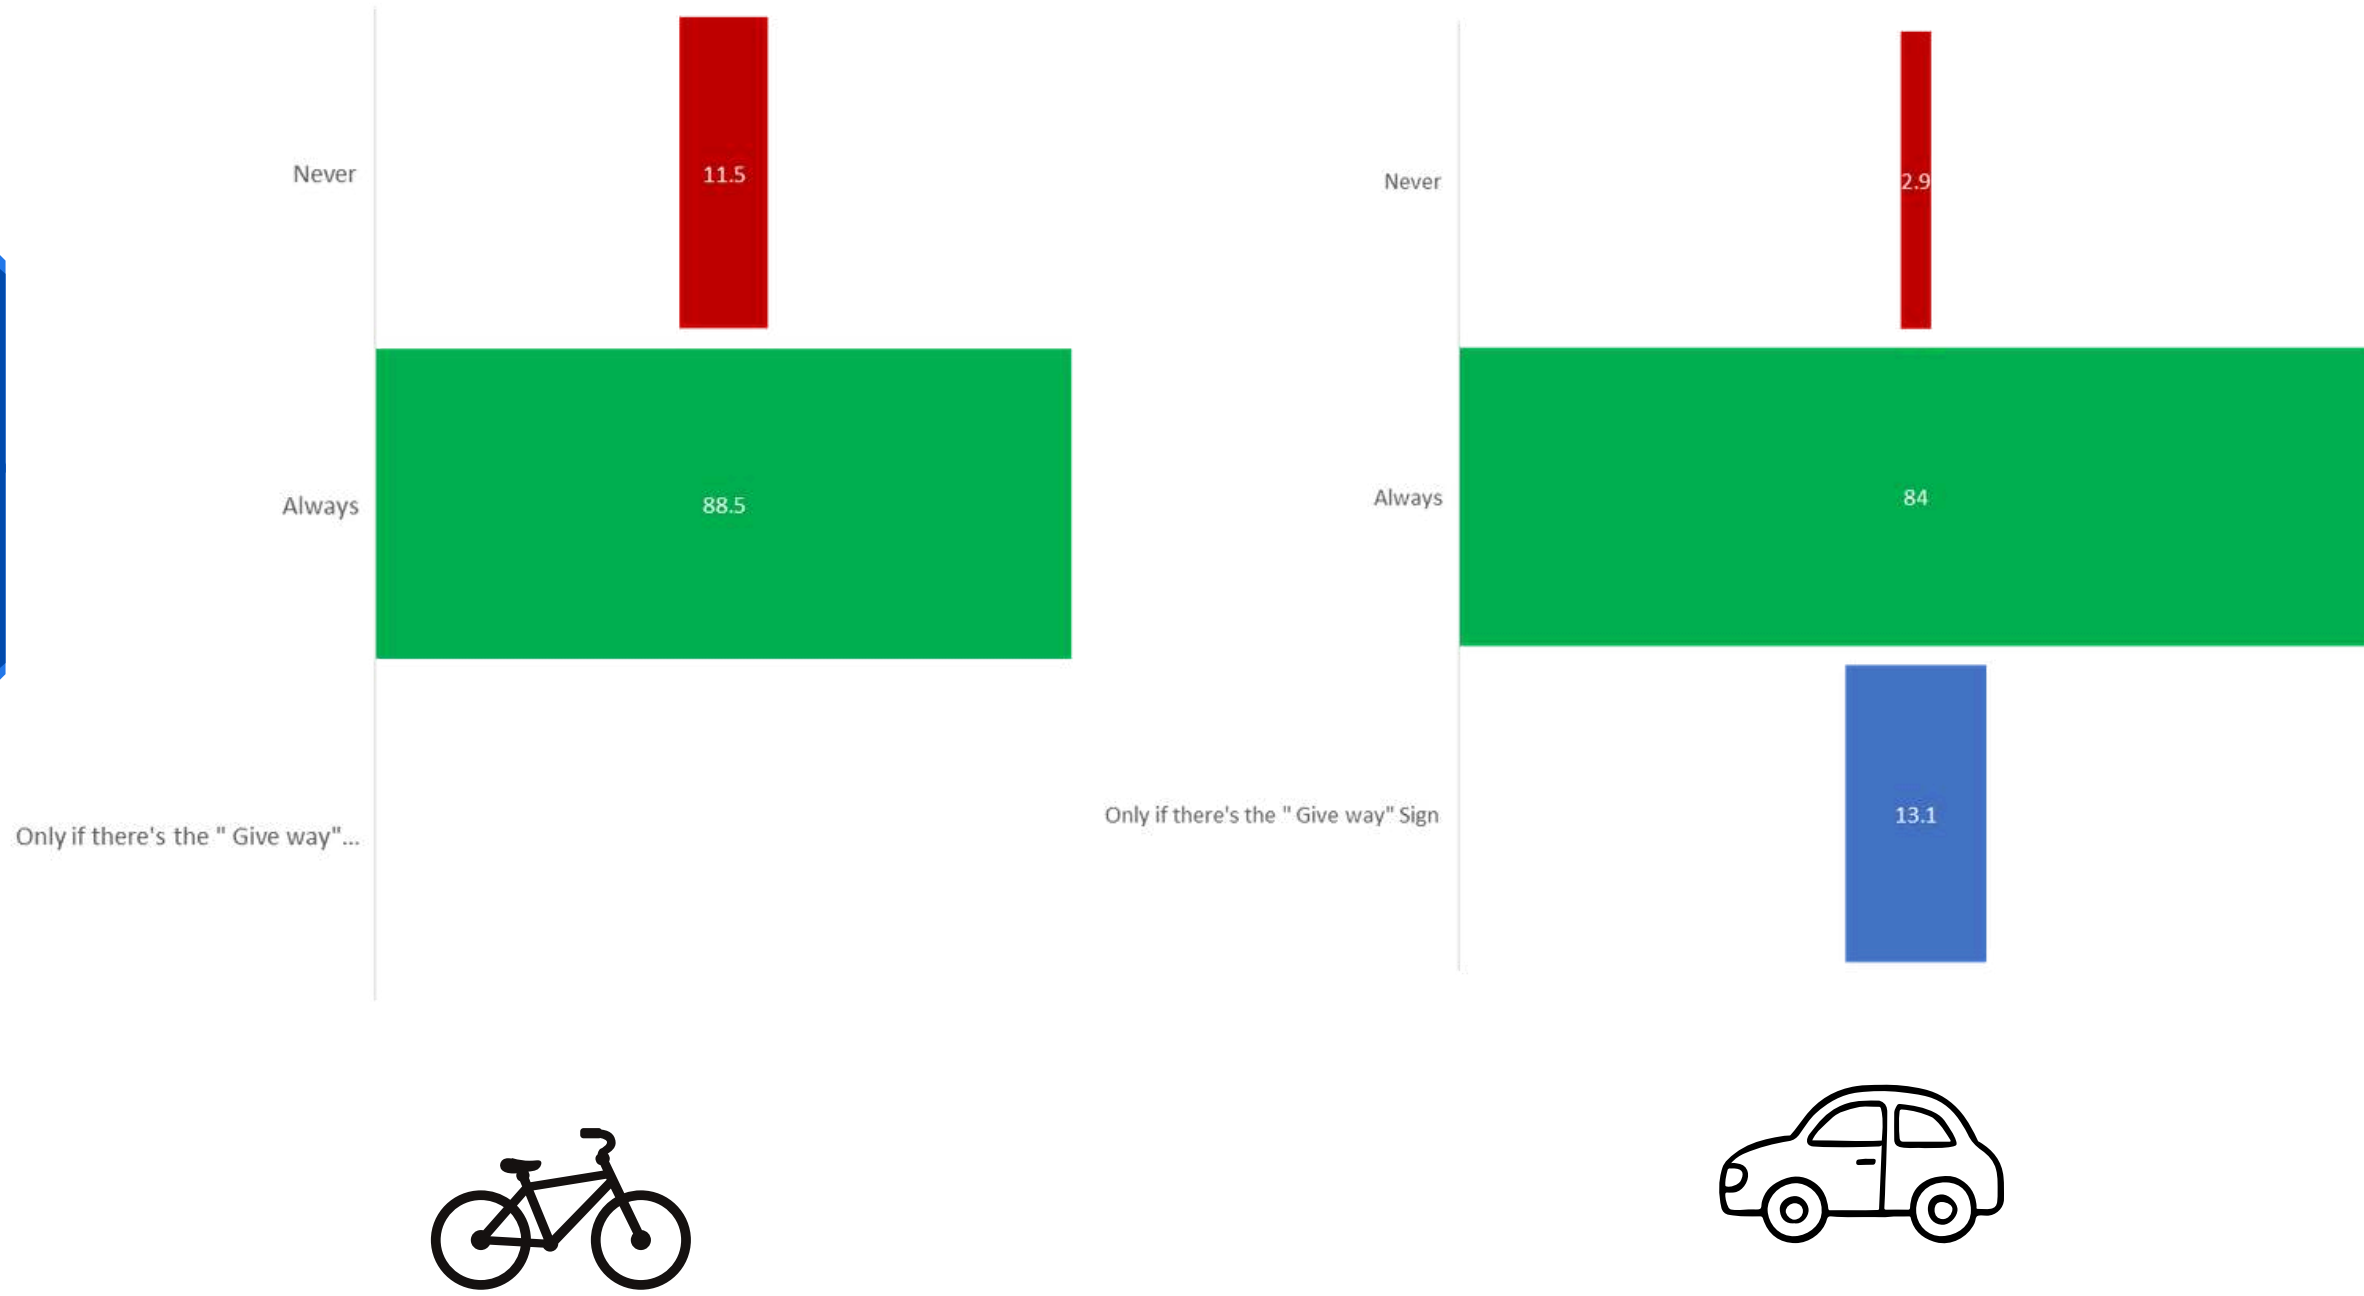 Never
11.5
Always
88.5
Only if there's the " Give way"...
Never
2.9
Always
84
Only if there's the " Give way" Sign
13.1